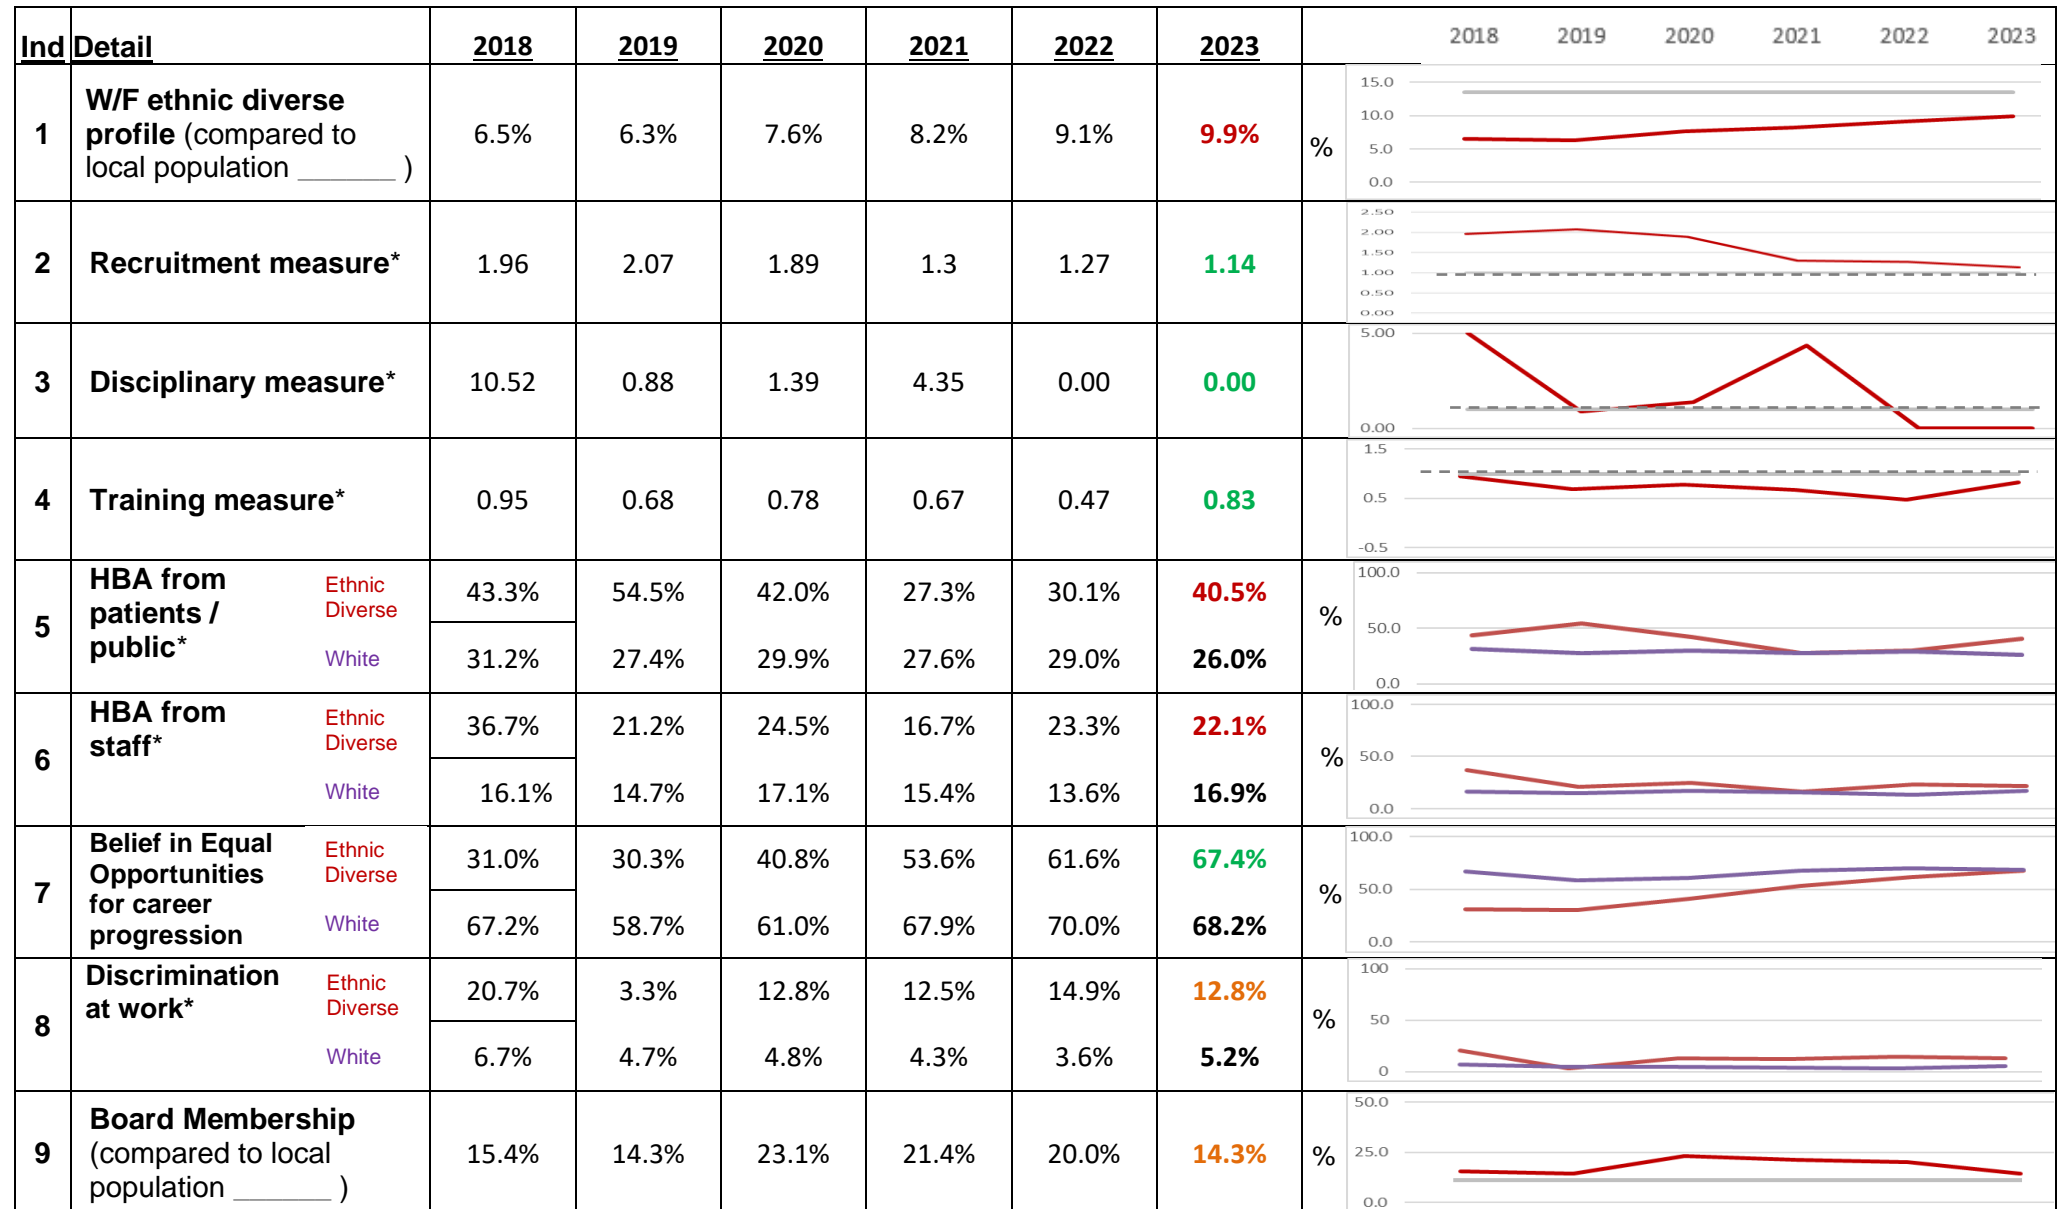 Ind Detail 2018 2019 2020 2021 2022 2023 2018 2019 2020 2021 2022 2023
1 W/F ethnic diverse
profile (compared to
local population ______ )
6.5% 6.3% 7.6% 8.2% 9.1% 9.9% %
15.0
10.0
5.0
0.0
2 Recruitment measure* 1.96 2.07 1.89 1.3 1.27 1.14
2.50
2.00
1.50
1.00
0.50
0.00
3 Disciplinary measure* 10.52 0.88 1.39 4.35 0.00 0.00
5.00
0.00
4 Training measure* 0.95 0.68 0.78 0.67 0.47 0.83
1.5
0.5
-0.5
5 HBA from
patients /
public*
Ethnic
Diverse
43.3% 54.5% 42.0% 27.3% 30.1% 40.5%
White 31.2% 27.4% 29.9% 27.6% 29.0% 26.0%
%
100.0
50.0
0.0
6 HBA from
staff*
Ethnic
Diverse
36.7% 21.2% 24.5% 16.7% 23.3% 22.1%
White 16.1% 14.7% 17.1% 15.4% 13.6% 16.9%
%
100.0
50.0
0.0
7 Belief in Equal
Opportunities
for career
progression
Ethnic
Diverse
31.0% 30.3% 40.8% 53.6% 61.6% 67.4%
White 67.2% 58.7% 61.0% 67.9% 70.0% 68.2%
%
100.0
50.0
0.0
8 Discrimination
at work*
Ethnic
Diverse
20.7% 3.3% 12.8% 12.5% 14.9% 12.8%
White 6.7% 4.7% 4.8% 4.3% 3.6% 5.2%
%
100
50
0
9 Board Membership
(compared to local
population ______ )
15.4% 14.3% 23.1% 21.4% 20.0% 14.3% %
50.0
25.0
0.0